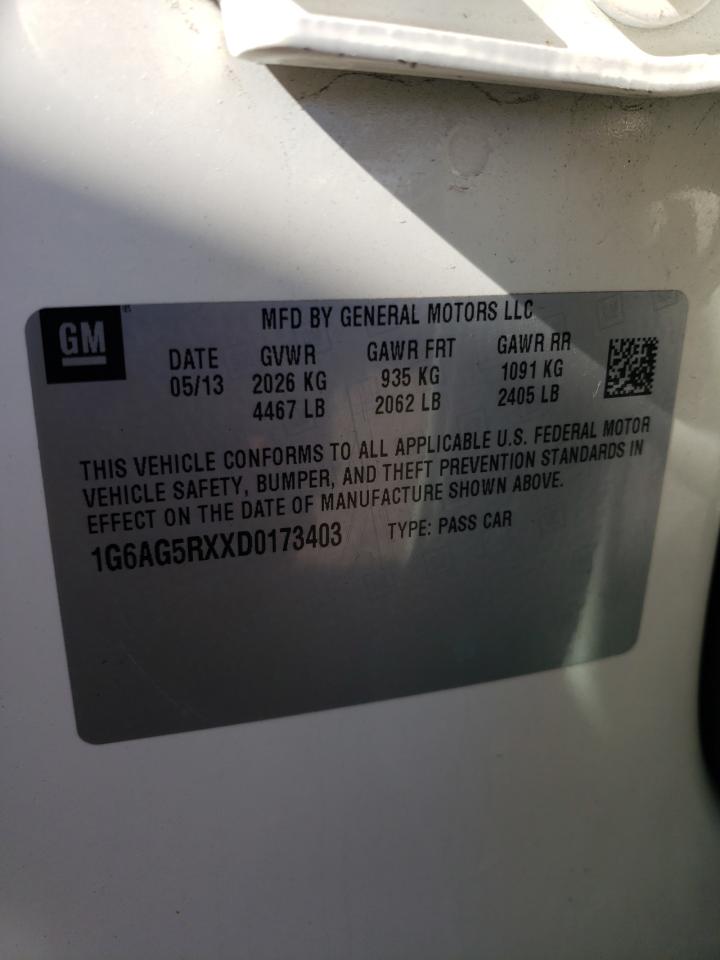 GM
MFD BY GENERAL MOTORS LLC
DATE GVWR GAWR FRT GAWR RR
05/13 2026 KG 935 KG 1091 KG
4467 LB 2062 LB 2405 LB
THIS VEHICLE CONFORMS TO ALL APPLICABLE U.S. FEDERAL MOTOR
VEHICLE SAFETY, BUMPER, AND THEFT PREVENTION STANDARDS IN
EFFECT ON THE DATE OF MANUFACTURE SHOWN ABOVE.
1G6AG5RXXD0173403 TYPE: PASS CAR